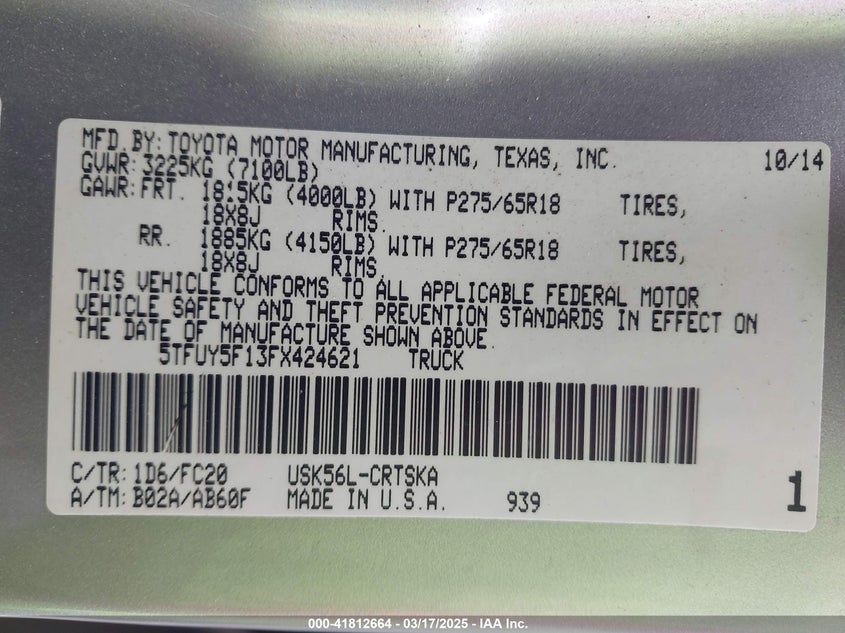 MFD. BY: TOYOTA MOTOR MANUFACTURING, TEXAS, INC. 10/14
GVWR: 3225KG (7100LB)
GAWR: FRT. 1815KG (4000LB) WITH P275/65R18 TIRES,
18X8J RIMS.
RR. 1885KG (4150LB) WITH P275/65R18 TIRES,
18X8J RIMS.
THIS VEHICLE CONFORMS TO ALL APPLICABLE FEDERAL MOTOR
VEHICLE SAFETY AND THEFT PREVENTION STANDARDS IN EFFECT ON
THE DATE OF MANUFACTURE SHOWN ABOVE.
5TFUY5F13FX424621 TRUCK
C/TR: 1D6/FC20 USK56L-CRTSKA
A/TM: B02A/AB60F MADE IN U.S.A. 939 1
000-41812664 - 03/17/2025 - IAA Inc.